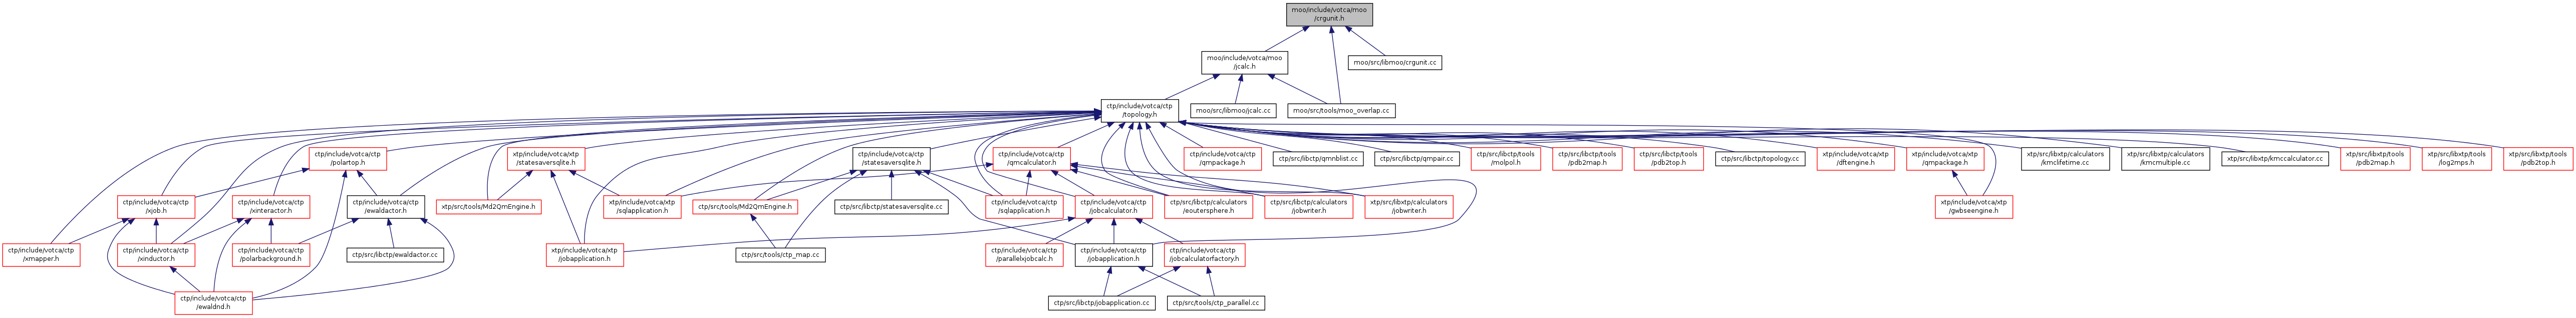 moo/include/votca/moo
/crgunit.h
moo/include/votca/moo
/jcalc.h
moo/src/libmoo/crgunit.cc
ctp/include/votca/ctp
/topology.h
moo/src/libmoo/jcalc.cc
moo/src/tools/moo_overlap.cc
ctp/include/votca/ctp
/polartop.h
xtp/include/votca/xtp
/statesaversqlite.h
ctp/include/votca/ctp
/statesaversqlite.h
ctp/include/votca/ctp
/qmcalculator.h
ctp/include/votca/ctp
/qmpackage.h
ctp/src/libctp/qmnblist.cc
ctp/src/libctp/qmpair.cc
ctp/src/libctp/tools
/molpol.h
ctp/src/libctp/tools
/pdb2map.h
ctp/src/libctp/tools
/pdb2top.h
ctp/src/libctp/topology.cc
xtp/include/votca/xtp
/dftengine.h
xtp/include/votca/xtp
/qmpackage.h
xtp/src/libxtp/calculators
/kmclifetime.cc
xtp/src/libxtp/calculators
/kmcmultiple.cc
xtp/src/libxtp/kmccalculator.cc
xtp/src/libxtp/tools
/pdb2map.h
xtp/src/libxtp/tools
/log2mps.h
xtp/src/libxtp/tools
/pdb2top.h
ctp/include/votca/ctp
/xjob.h
ctp/include/votca/ctp
/xinteractor.h
ctp/include/votca/ctp
/ewaldactor.h
xtp/src/tools/Md2QmEngine.h
xtp/include/votca/xtp
/sqlapplication.h
ctp/src/tools/Md2QmEngine.h
ctp/src/libctp/statesaversqlite.cc
ctp/include/votca/ctp
/sqlapplication.h
ctp/include/votca/ctp
/jobcalculator.h
ctp/src/libctp/calculators
/eoutersphere.h
ctp/src/libctp/calculators
/jobwriter.h
xtp/src/libxtp/calculators
/jobwriter.h
xtp/include/votca/xtp
/gwbseengine.h
ctp/include/votca/ctp
/xmapper.h
ctp/include/votca/ctp
/xinductor.h
ctp/include/votca/ctp
/polarbackground.h
ctp/src/libctp/ewaldactor.cc
xtp/include/votca/xtp
/jobapplication.h
ctp/src/tools/ctp_map.cc
ctp/include/votca/ctp
/parallelxjobcalc.h
ctp/include/votca/ctp
/jobapplication.h
ctp/include/votca/ctp
/jobcalculatorfactory.h
ctp/include/votca/ctp
/ewaldnd.h
ctp/src/libctp/jobapplication.cc
ctp/src/tools/ctp_parallel.cc